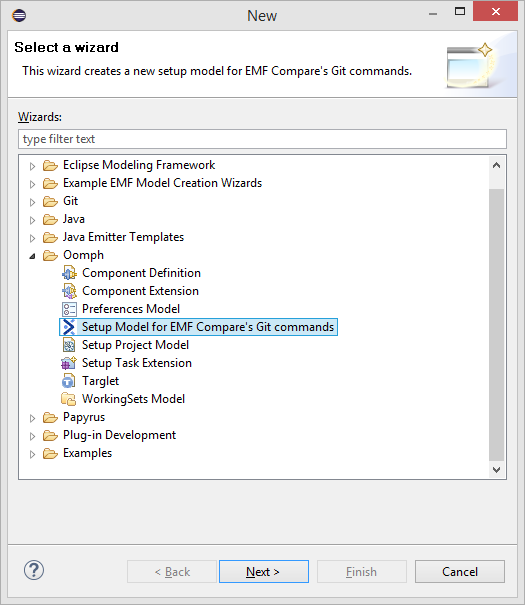 New
Select a wizard
This wizard creates a new setup model for EMF Compare's Git commands.
Wizards:
type filter text
Eclipse Modeling Framework
Example EMF Model Creation Wizards
Git
Java
Java Emitter Templates
Oomph
Component Definition
Component Extension
Preferences Model
Setup Model for EMF Compare's Git commands
Setup Project Model
Setup Task Extension
Targlet
WorkingSets Model
Papyrus
Plug-in Development
Examples
? < Back Next > Finish Cancel